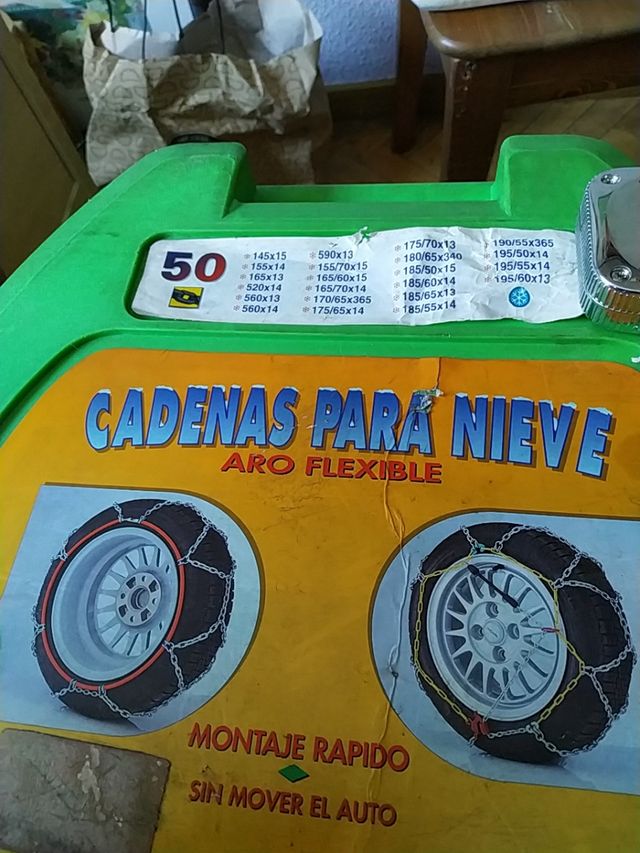 50
145x15
155x14
165x13
520x14
560x13
560x14
590x13
155/70x15
165/60x15
165/70x14
170/65x365
175/65x14
175/70x13
180/65x340
185/50x15
185/60x14
185/65x13
185/55x14
190/55x365
195/50x14
195/55x14
195/60x13
CADENAS PARA NIEVE
ARO FLEXIBLE
MONTAJE RAPIDO
SIN MOVER EL AUTO